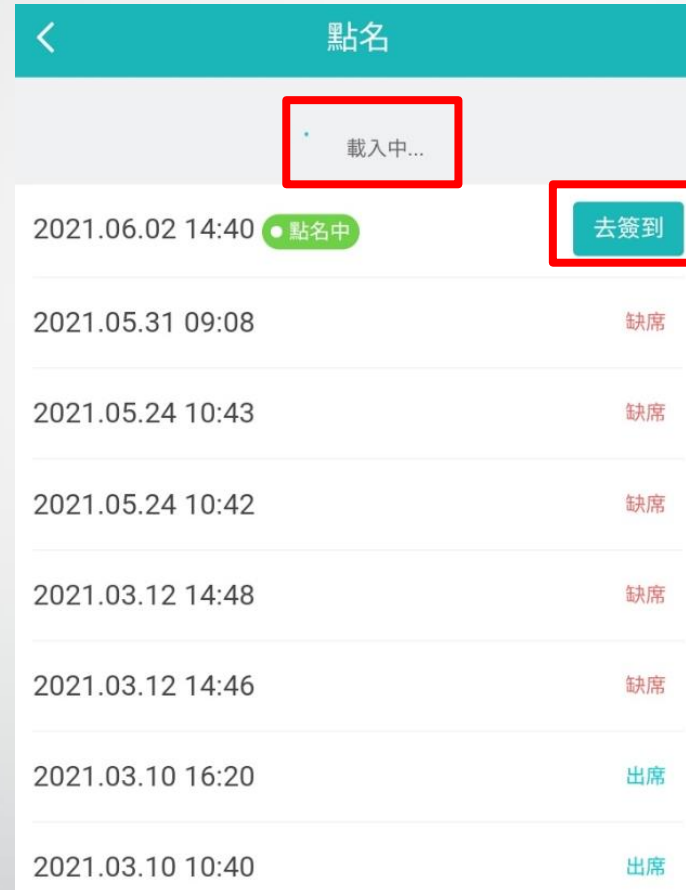 點名
載入中...
2021.06.02 14:40 點名中 去簽到
2021.05.31 09:08 缺席
2021.05.24 10:43 缺席
2021.05.24 10:42 缺席
2021.03.12 14:48 缺席
2021.03.12 14:46 缺席
2021.03.10 16:20 出席
2021.03.10 10:40 出席